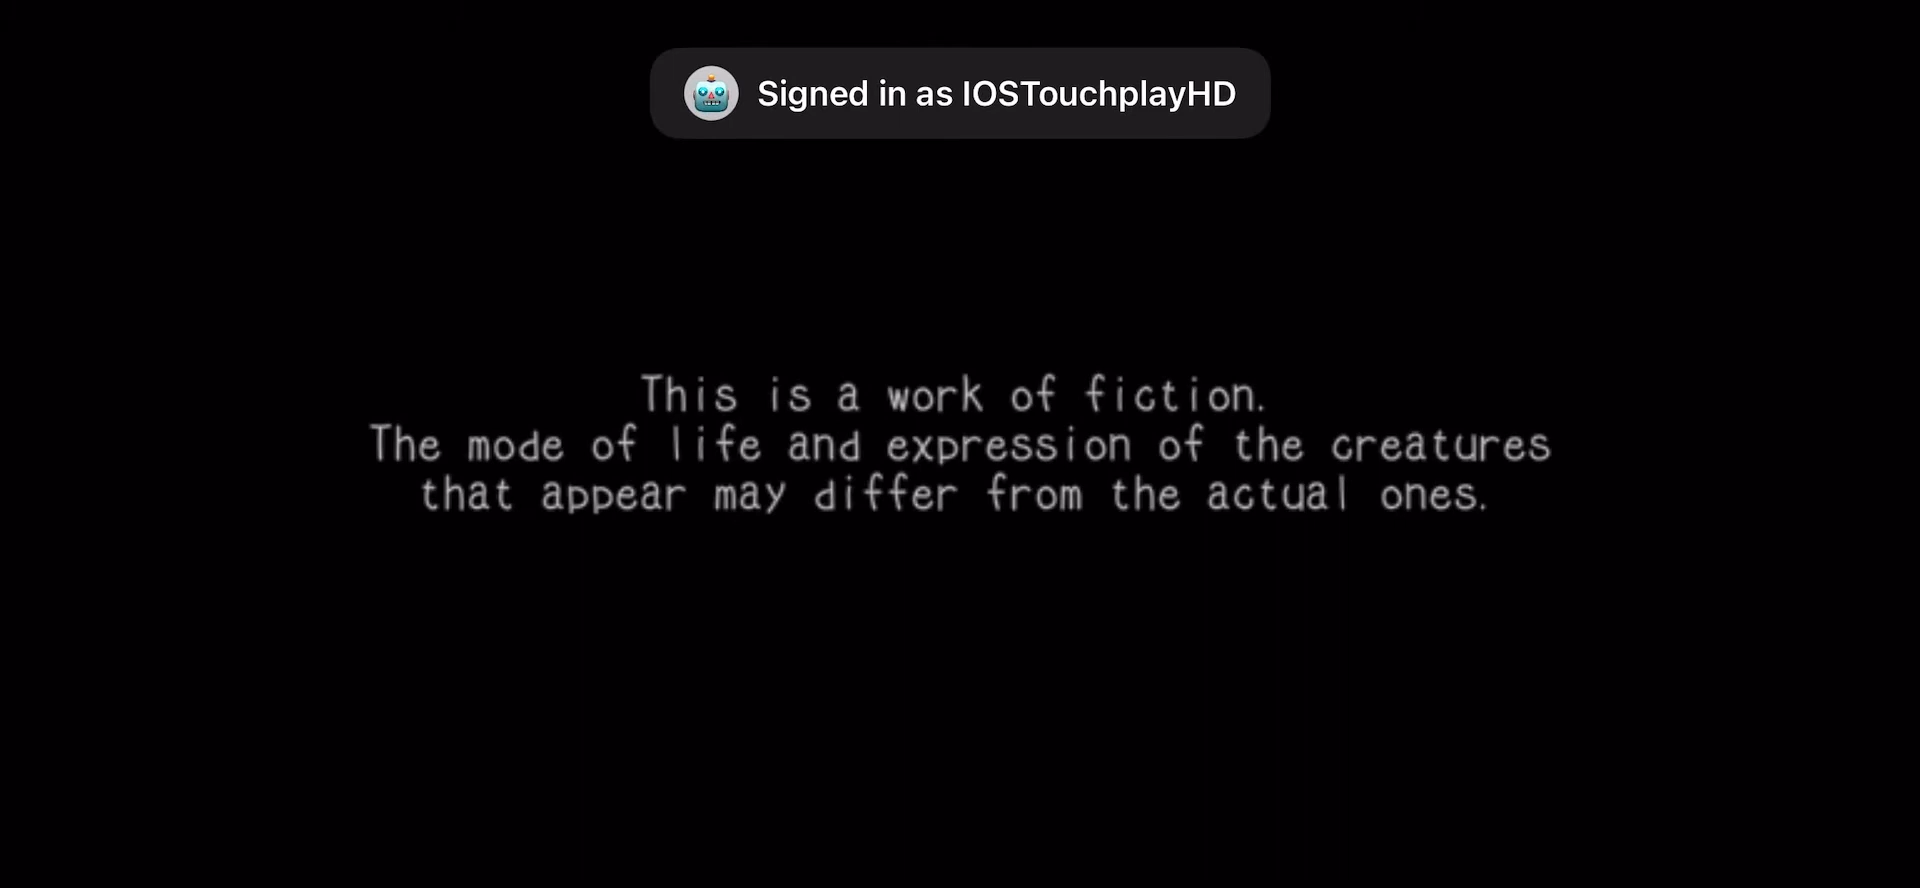 Signed in as IOSTouchplayHD
This is a work of fiction.
The mode of life and expression of the creatures
that appear may differ from the actual ones.